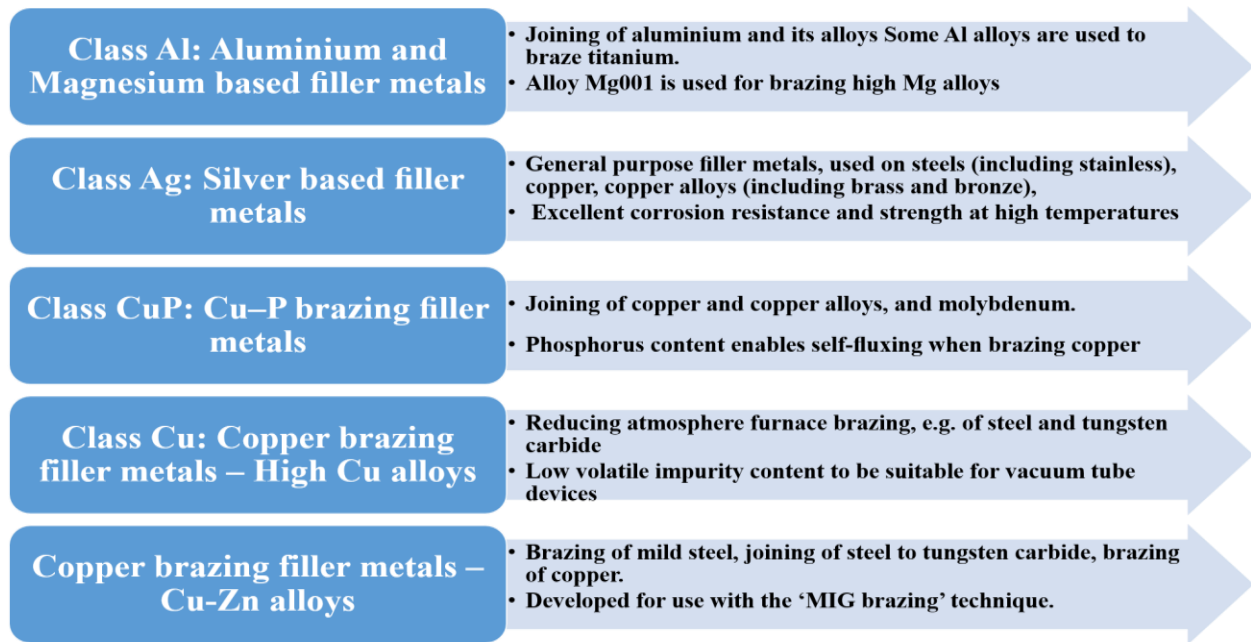 Class Al: Aluminium and
Magnesium based filler metals
• Joining of aluminium and its alloys Some Al alloys are used to
braze titanium.
• Alloy Mg001 is used for brazing high Mg alloys
Class Ag: Silver based filler
metals
• General purpose filler metals, used on steels (including stainless),
copper, copper alloys (including brass and bronze),
• Excellent corrosion resistance and strength at high temperatures
Class CuP: Cu–P brazing filler
metals
• Joining of copper and copper alloys, and molybdenum.
• Phosphorus content enables self-fluxing when brazing copper
Class Cu: Copper brazing
filler metals – High Cu alloys
• Reducing atmosphere furnace brazing, e.g. of steel and tungsten
carbide
• Low volatile impurity content to be suitable for vacuum tube
devices
Copper brazing filler metals –
Cu-Zn alloys
• Brazing of mild steel, joining of steel to tungsten carbide, brazing
of copper.
• Developed for use with the ‘MIG brazing’ technique.